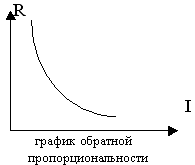 R
I
график обратной
пропорциональности